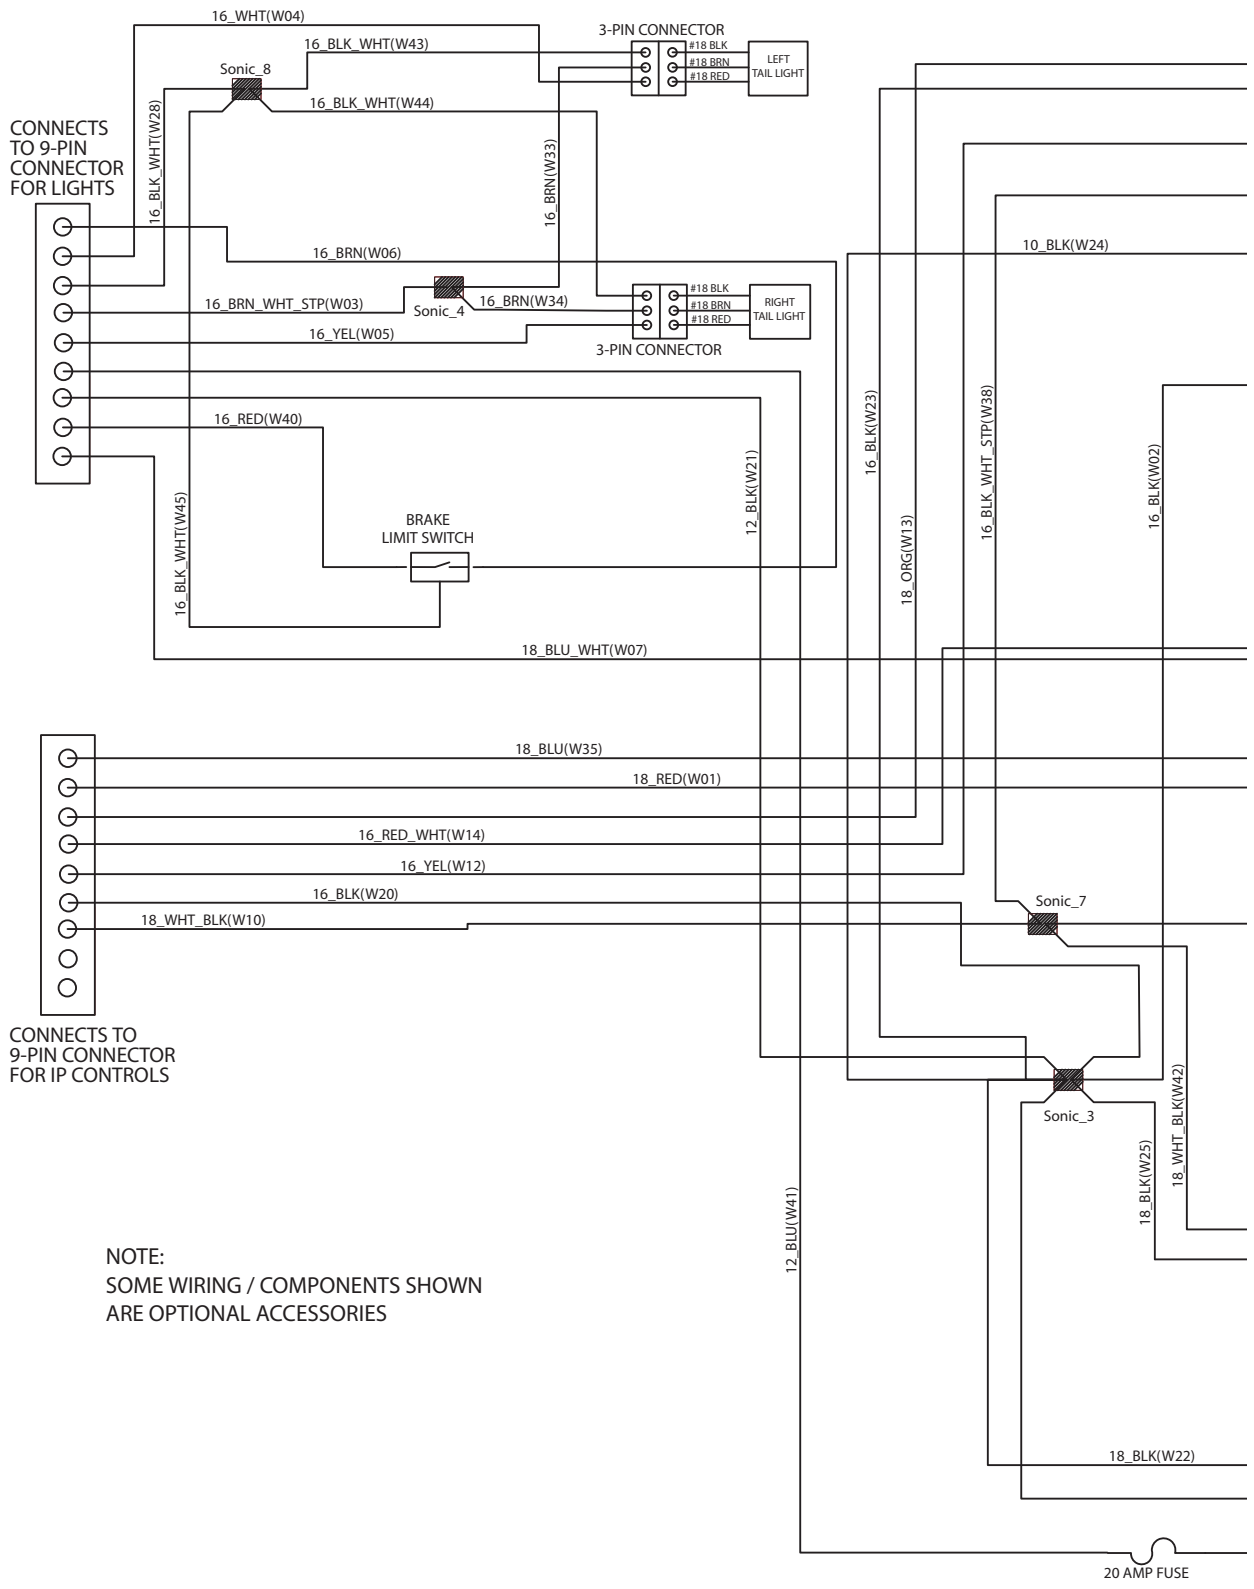 16_WHT(W04)
3-PIN CONNECTOR
16_BLK_WHT(W43)
#18 BLK
#18 BRN
#18 RED
LEFT
TAIL LIGHT
Sonic_8
16_BLK_WHT(W44)
16_BLK_WHT(W28)
CONNECTS
TO 9-PIN
CONNECTOR
FOR LIGHTS
16_BRN(W33)
10_BLK(W24)
16_BRN(W06)
16_BRN_WHT_STP(W03)
Sonic_4
16_BRN(W34)
#18 BLK
#18 BRN
#18 RED
RIGHT
TAIL LIGHT
16_YEL(W05)
3-PIN CONNECTOR
16_BLK(W23)
16_BLK_WHT_STP(W38)
16_RED(W40)
12_BLK(W21)
16_BLK(W02)
16_BLK_WHT(W45)
BRAKE
LIMIT SWITCH
18_ORG(W13)
18_BLU_WHT(W07)
18_BLU(W35)
18_RED(W01)
16_RED_WHT(W14)
16_YEL(W12)
16_BLK(W20)
Sonic_7
18_WHT_BLK(W10)
CONNECTS TO
9-PIN CONNECTOR
FOR IP CONTROLS
Sonic_3
18_WHT_BLK(W42)
18_BLK(W25)
12_BLU(W41)
NOTE:
SOME WIRING / COMPONENTS SHOWN
ARE OPTIONAL ACCESSORIES
18_BLK(W22)
20 AMP FUSE